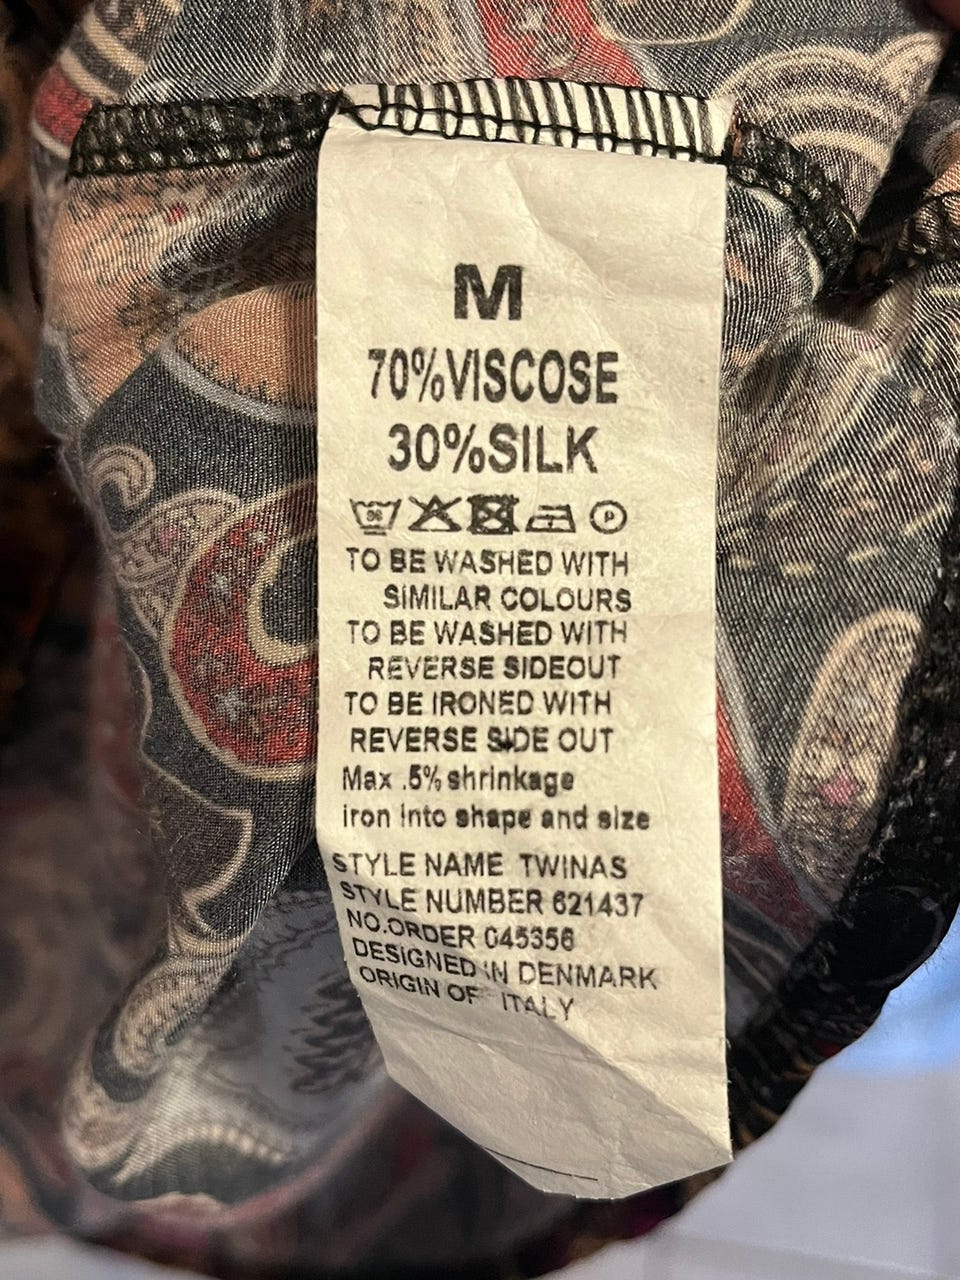 M
70%VISCOSE
30%SILK
TO BE WASHED WITH
SIMILAR COLOURS
TO BE WASHED WITH
REVERSE SIDEOUT
TO BE IRONED WITH
REVERSE SIDE OUT
Max .5% shrinkage
iron into shape and size
STYLE NAME TWINAS
STYLE NUMBER 621437
NO.ORDER 045356
DESIGNED IN DENMARK
ORIGIN OF ITALY